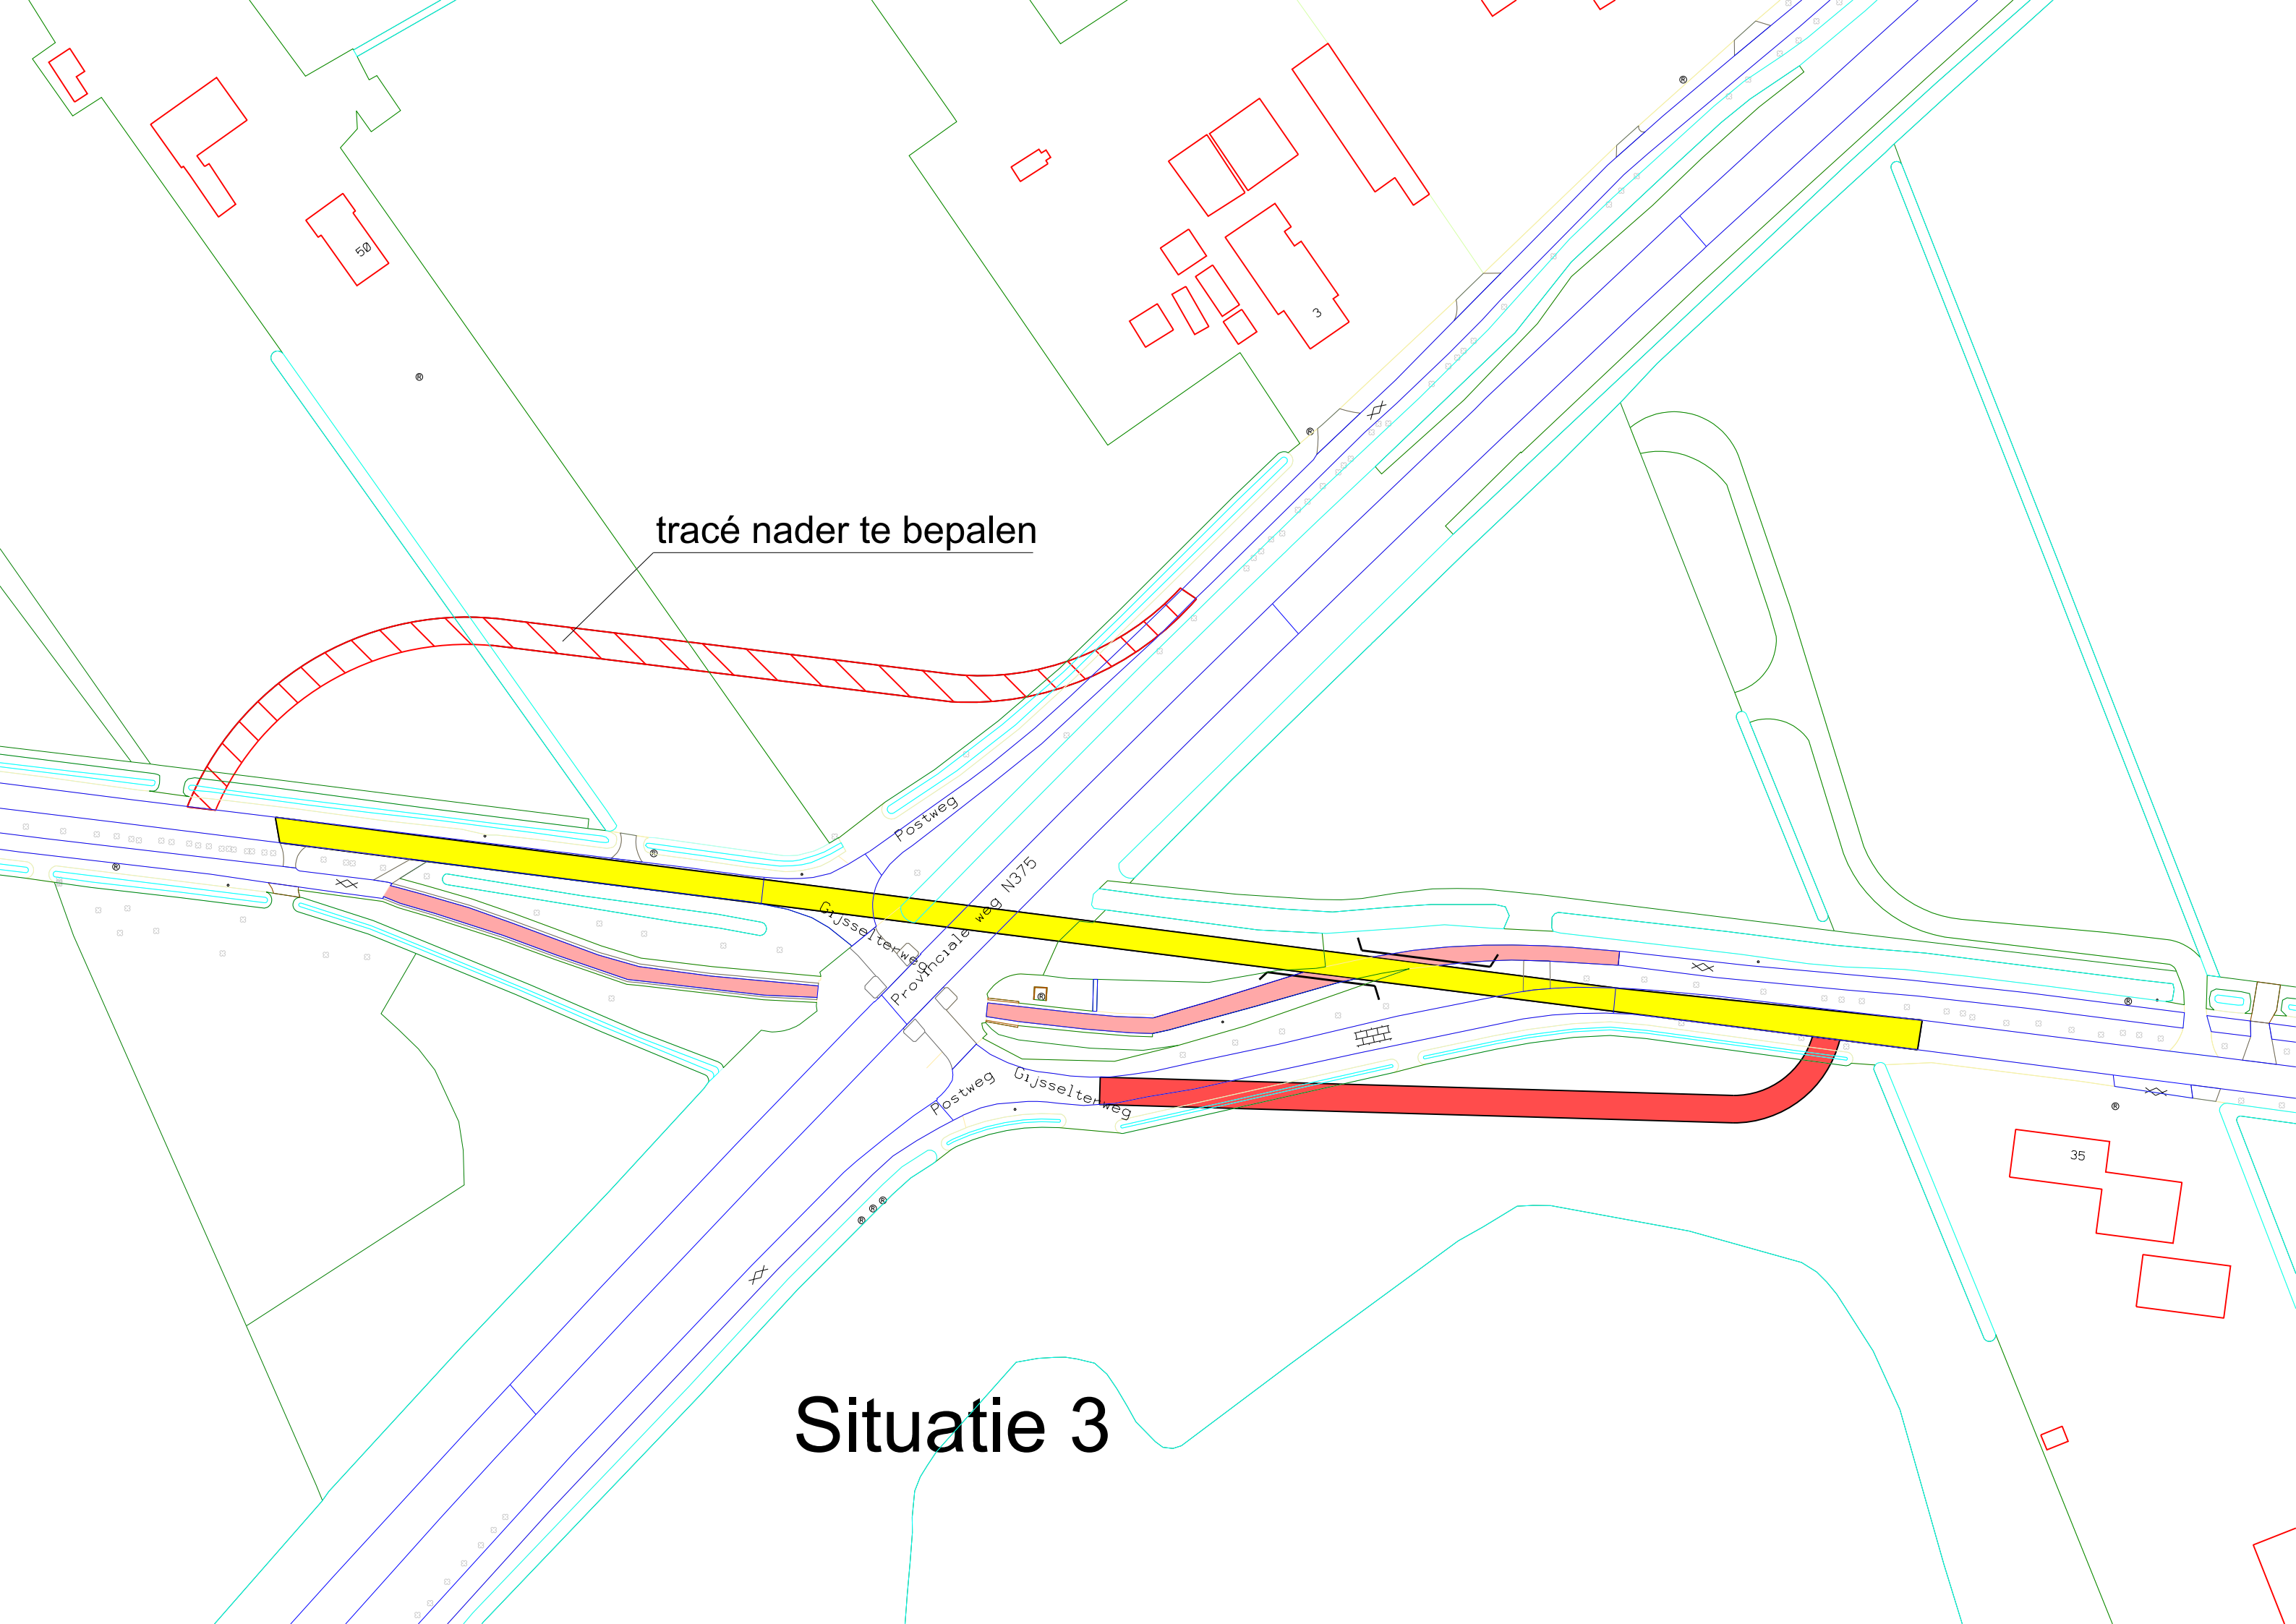 50
3
tracé nader te bepalen
Postweg
Gijsselterweg
Provinciale weg N375
Postweg
Gijsselterweg
35
Situatie 3